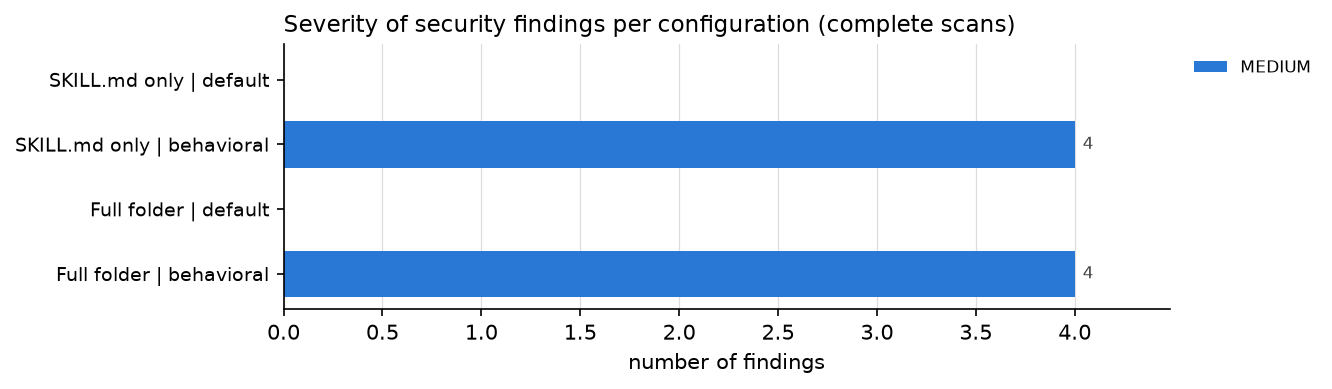 Severity of security findings per configuration (complete scans)
MEDIUM
SKILL.md only | default
SKILL.md only | behavioral
4
Full folder | default
Full folder | behavioral
4
0.0 0.5 1.0 1.5 2.0 2.5 3.0 3.5 4.0
number of findings